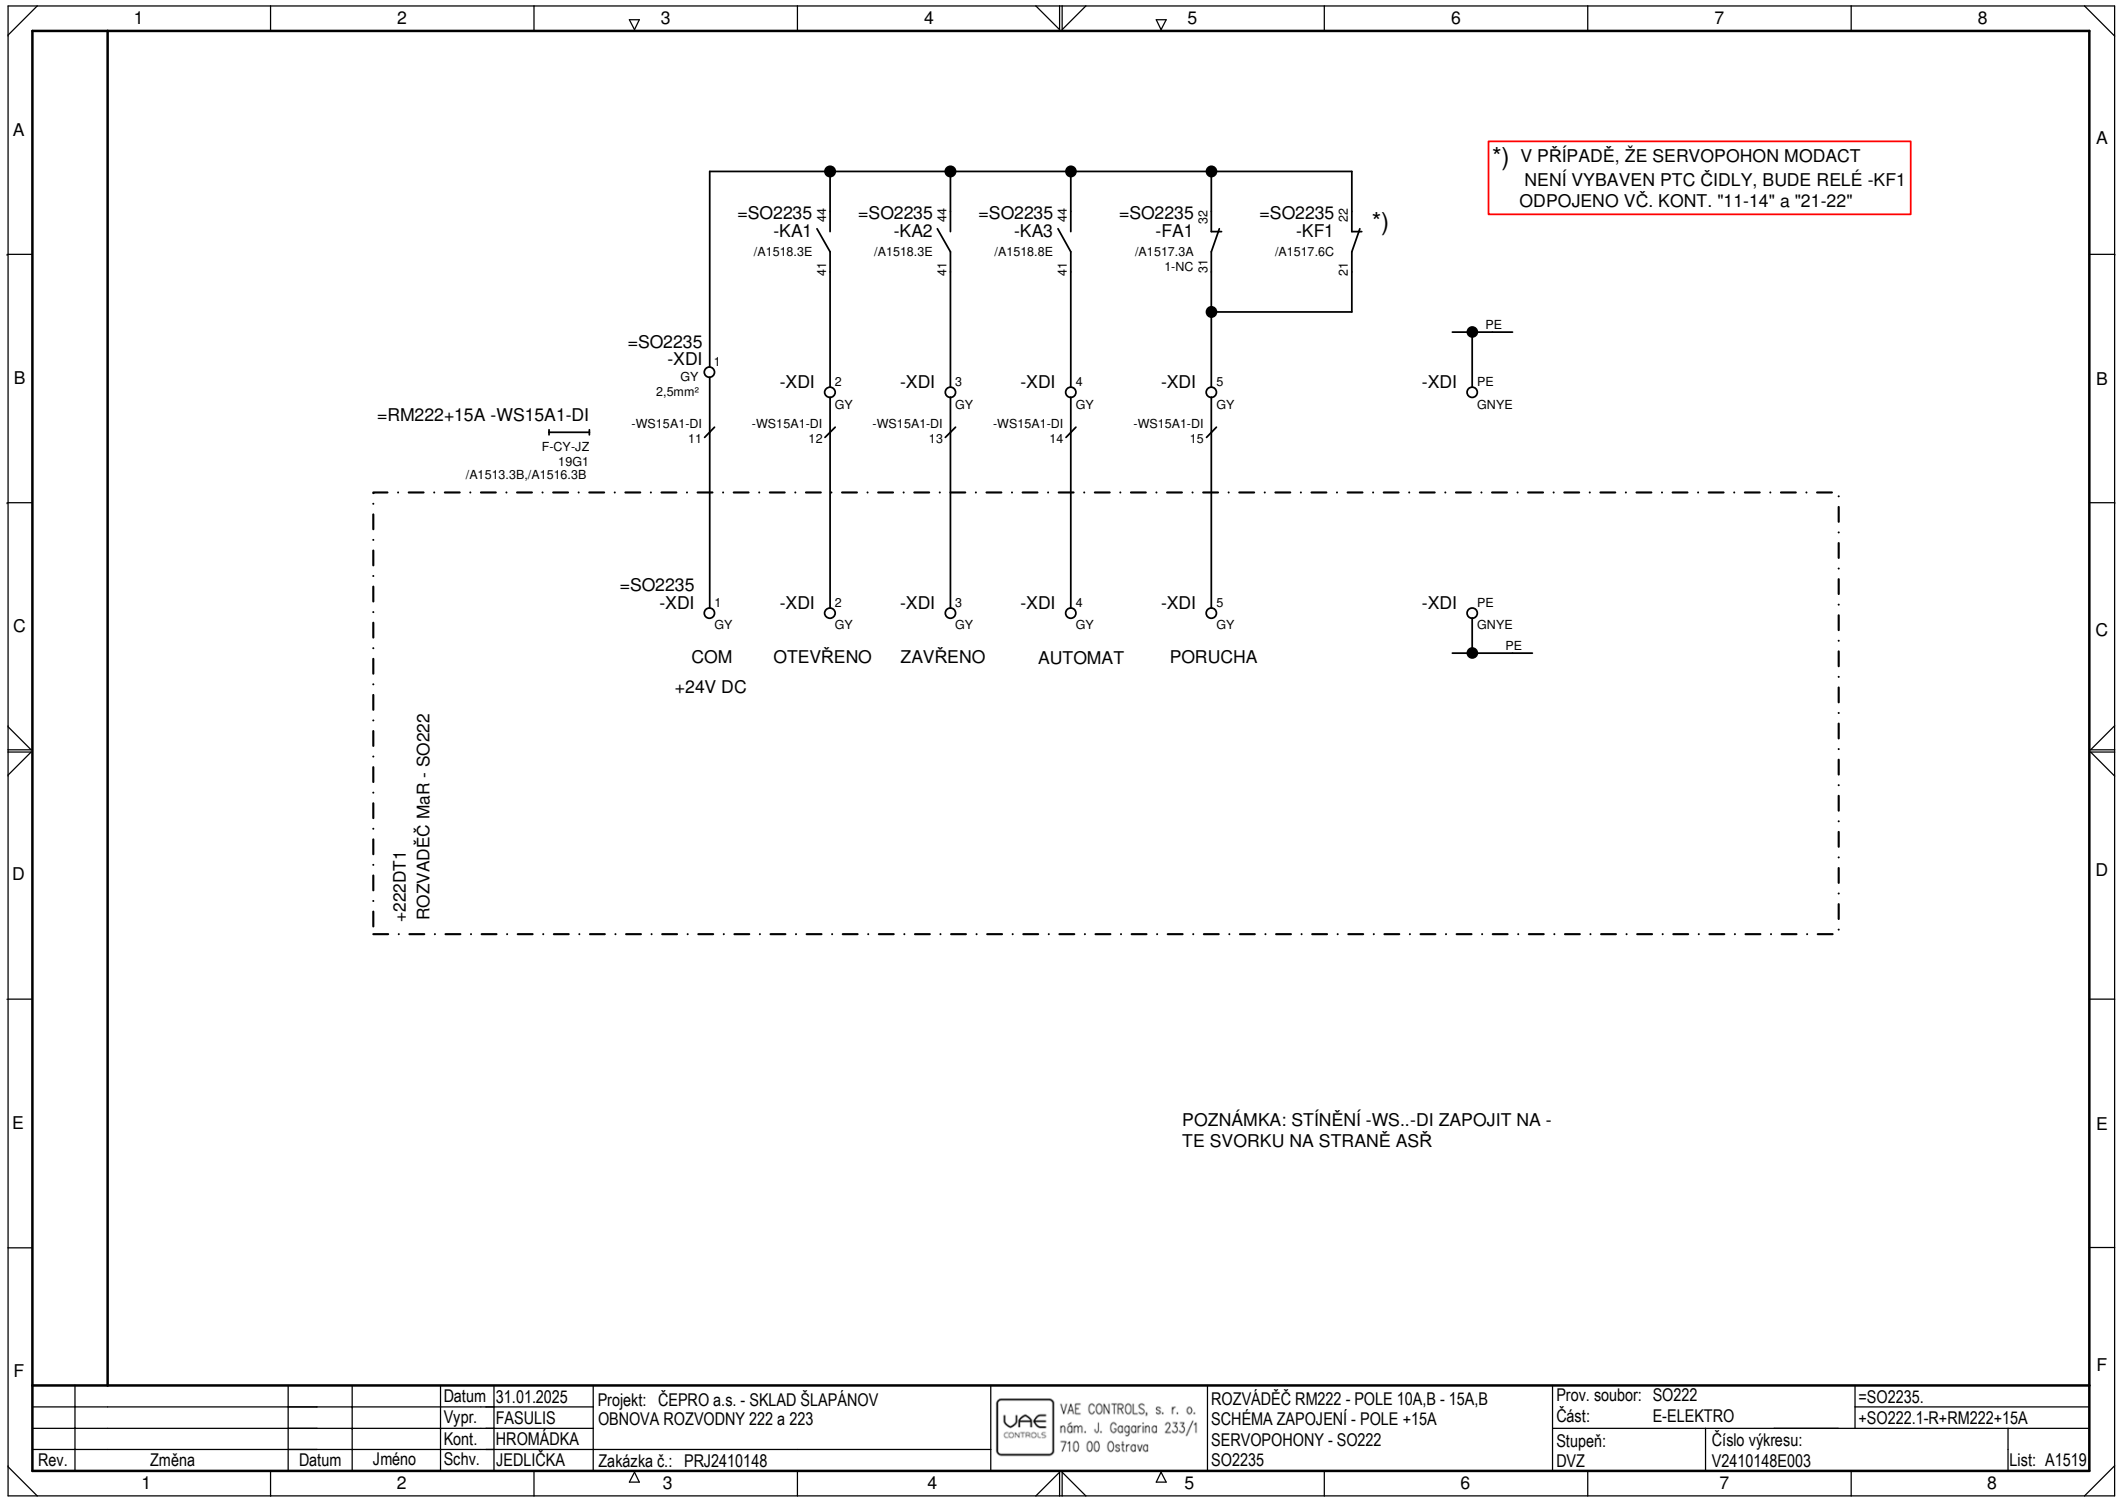 1 2 3 4 5 6 7 8
A A
*) V PŘÍPADĚ, ŽE SERVOPOHON MODACT
NENÍ VYBAVEN PTC ČIDLY, BUDE RELÉ -KF1
ODPOJENO VČ. KONT. "11-14" a "21-22"
=SO2235 44 =SO2235 44 =SO2235 44 =SO2235 32 =SO2235 22 *)
-KA1 -KA2 -KA3 -FA1 -KF1
/A1518.3E /A1518.3E /A1518.8E /A1517.3A /A1517.6C
41 41 41 1-NC 31 21
PE
=SO2235
-XDI 1
GY
2,5mm²
B B
-XDI 2 -XDI 3 -XDI 4 -XDI 5 -XDI PE
GY GY GY GY GNYE
=RM222+15A -WS15A1-DI
-WS15A1-DI -WS15A1-DI -WS15A1-DI -WS15A1-DI -WS15A1-DI
11 12 13 14 15
F-CY-JZ
19G1
/A1513.3B,/A1516.3B
=SO2235
-XDI 1 -XDI 2 -XDI 3 -XDI 4 -XDI 5 -XDI PE
GY GY GY GY GY GNYE
C C
PE
COM OTEVŘENO ZAVŘENO AUTOMAT PORUCHA
+24V DC
+222DT1
ROZVADĚČ MaR - SO222
D D
POZNÁMKA: STÍNĚNÍ -WS..-DI ZAPOJIT NA -
TE SVORKU NA STRANĚ ASŘ
E E
F F
Datum 31.01.2025
Vypr. FASULIS
Kont. HROMÁDKA
Rev. Změna Datum Jméno Schv. JEDLIČKA
Projekt: ČEPRO a.s. - SKLAD ŠLAPÁNOV
OBNOVA ROZVODNY 222 a 223
Zakázka č.: PRJ2410148
VAE
CONTROLS
VAE CONTROLS, s. r. o.
nám. J. Gagarina 233/1
710 00 Ostrava
ROZVÁDĚČ RM222 - POLE 10A,B - 15A,B
SCHÉMA ZAPOJENÍ - POLE +15A
SERVOPOHONY - SO222
SO2235
Prov. soubor: SO222
Část: E-ELEKTRO
Stupeň:
DVZ
=SO2235.
+SO222.1-R+RM222+15A
Číslo výkresu:
V2410148E003
List: A1519
1 2 3 4 5 6 7 8